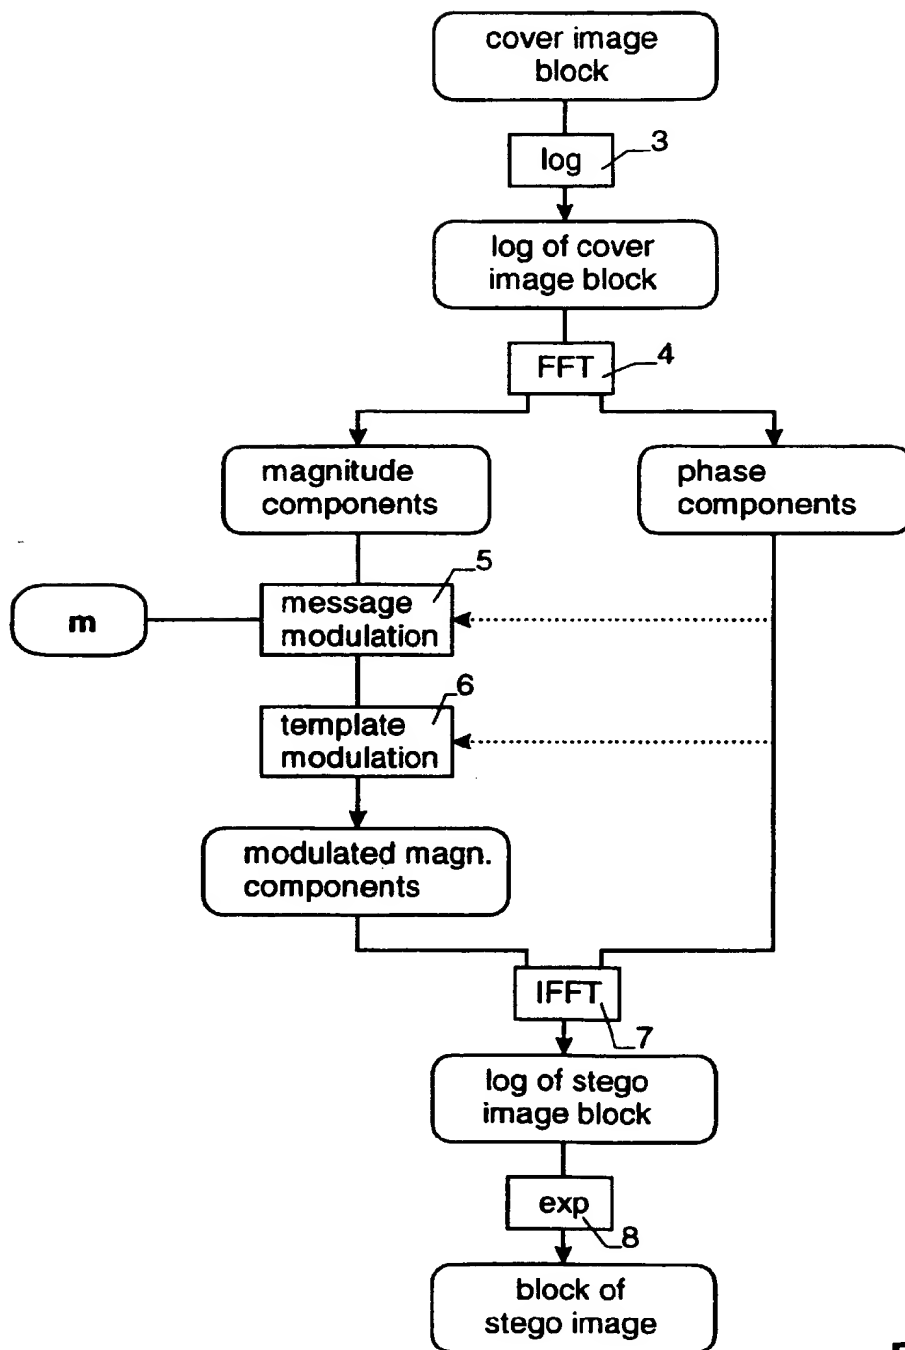 cover image
block
log
3
log of cover
image block
FFT
4
magnitude
components
phase
components
m
message
modulation
5
template
modulation
6
modulated magn.
components
IFFT
7
log of stego
image block
exp
8
block of
stego image